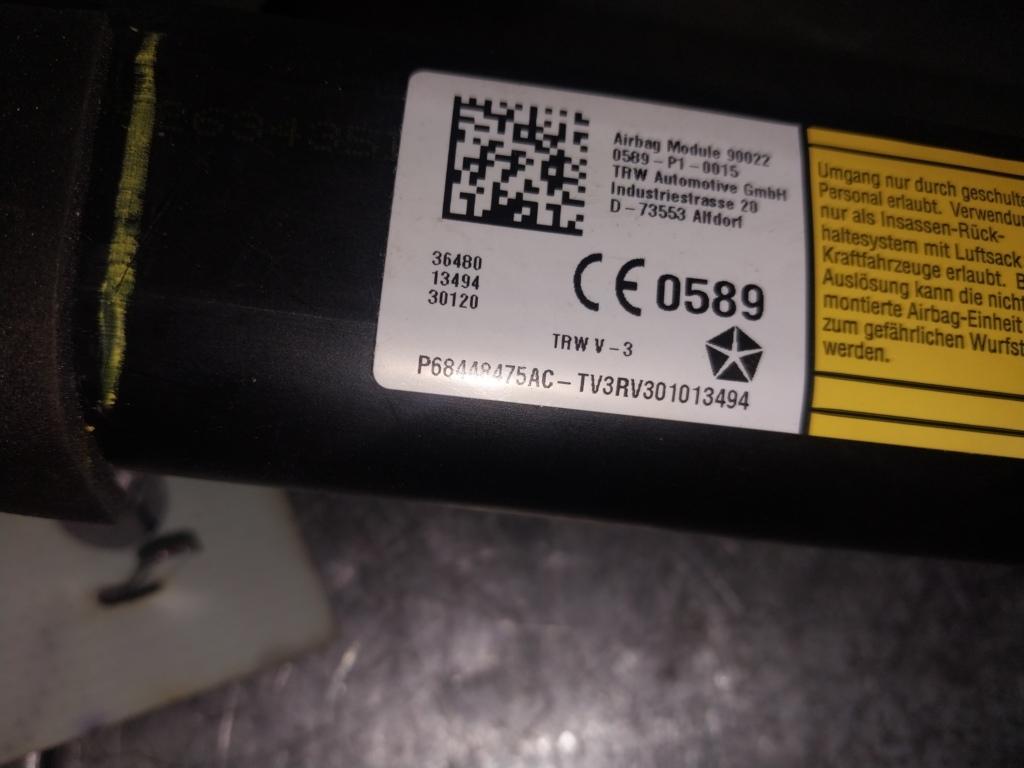 Airbag Module 90022
0589-P1-0015
TRW Automotive GmbH
Industriestrasse 20
D-73553 Alfdorf
36480
13494
30120
CE 0589
TRW V-3
P68448475AC-TV3RV301013494
Umgang nur durch geschulte
Personal erlaubt. Verwendu
nur als Insassen-Rück-
haltesystem mit Luftsack
Kraftfahrzeuge erlaubt.
Auslösung kann die nicht
montierte Airbag-Einheit
zum gefährlichen Wurfst
werden.